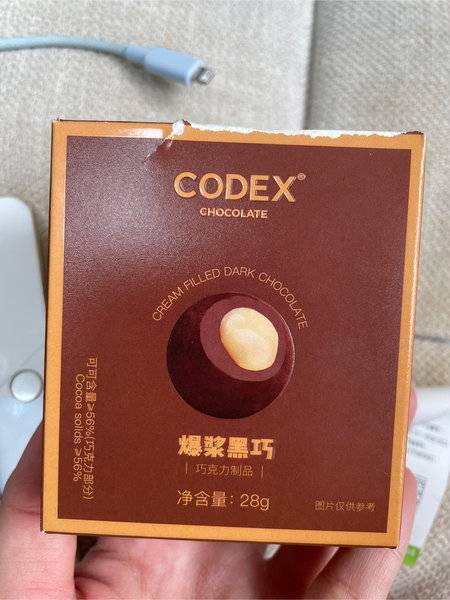 CODEX®
CHOCOLATE
CREAM FILLED DARK CHOCOLATE
可可含量≥56%(巧克力部分)
Cocoa solids ≥56%
爆浆黑巧
巧克力制品
净含量: 28g
图片仅供参考